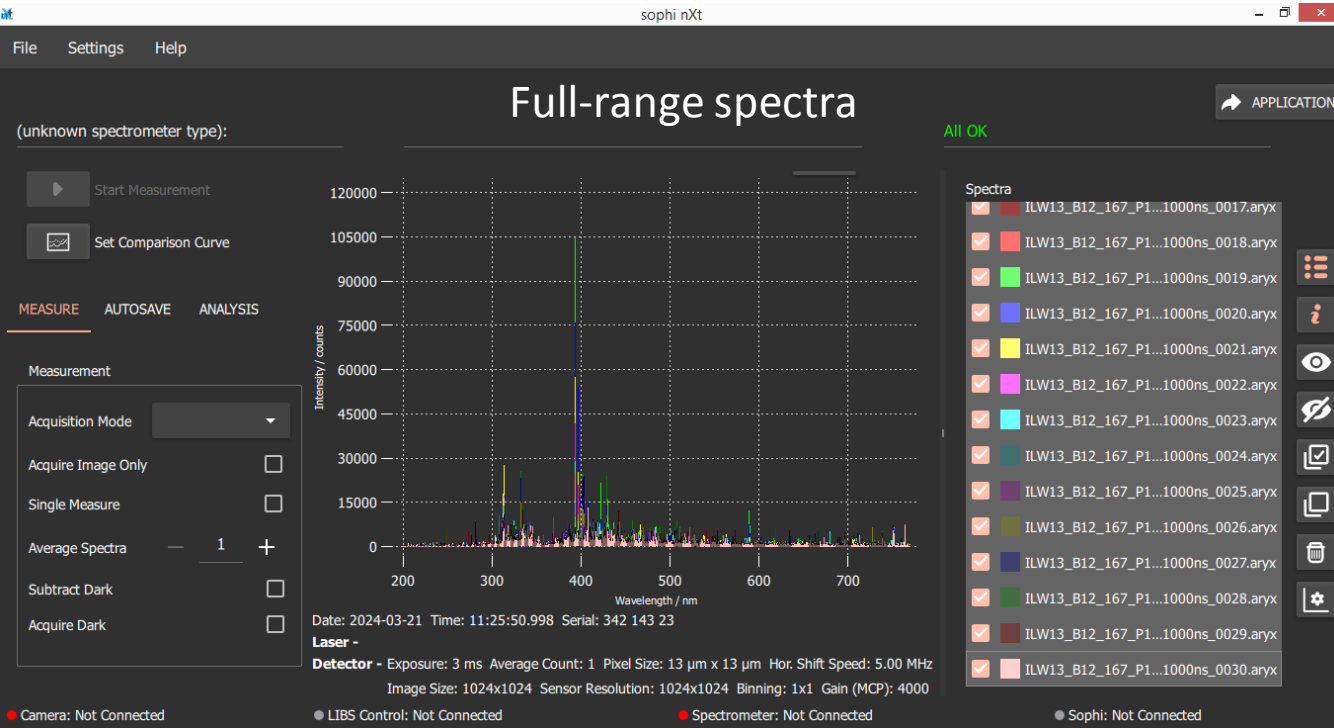 sophi nXt
File Settings Help
Full-range spectra
APPLICATION
(unknown spectrometer type):
All OK
Start Measurement
Set Comparison Curve
MEASURE AUTOSAVE ANALYSIS
Measurement
Acquisition Mode
Acquire Image Only
Single Measure
Average Spectra — 1 +
Subtract Dark
Acquire Dark
Intensity / counts
120000
105000
90000
75000
60000
45000
30000
15000
0
200 300 400 500 600 700
Wavelength / nm
Date: 2024-03-21 Time: 11:25:50.998 Serial: 342 143 23
Laser -
Detector - Exposure: 3 ms Average Count: 1 Pixel Size: 13 µm x 13 µm Hor. Shift Speed: 5.00 MHz
Image Size: 1024x1024 Sensor Resolution: 1024x1024 Binning: 1x1 Gain (MCP): 4000
Spectra
ILW13_B12_167_P1...1000ns_0017.aryx
ILW13_B12_167_P1...1000ns_0018.aryx
ILW13_B12_167_P1...1000ns_0019.aryx
ILW13_B12_167_P1...1000ns_0020.aryx
ILW13_B12_167_P1...1000ns_0021.aryx
ILW13_B12_167_P1...1000ns_0022.aryx
ILW13_B12_167_P1...1000ns_0023.aryx
ILW13_B12_167_P1...1000ns_0024.aryx
ILW13_B12_167_P1...1000ns_0025.aryx
ILW13_B12_167_P1...1000ns_0026.aryx
ILW13_B12_167_P1...1000ns_0027.aryx
ILW13_B12_167_P1...1000ns_0028.aryx
ILW13_B12_167_P1...1000ns_0029.aryx
ILW13_B12_167_P1...1000ns_0030.aryx
Camera: Not Connected
LIBS Control: Not Connected
Spectrometer: Not Connected
Sophi: Not Connected